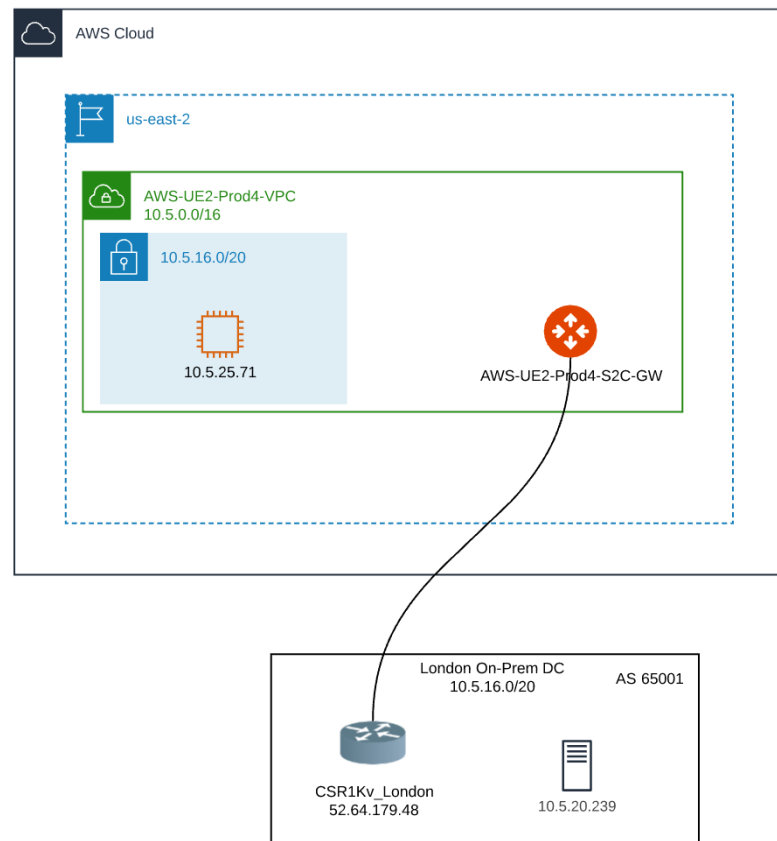 AWS Cloud
us-east-2
AWS-UE2-Prod4-VPC
10.5.0.0/16
10.5.16.0/20
10.5.25.71
AWS-UE2-Prod4-S2C-GW
London On-Prem DC
10.5.16.0/20
AS 65001
CSR1Kv_London
52.64.179.48
10.5.20.239